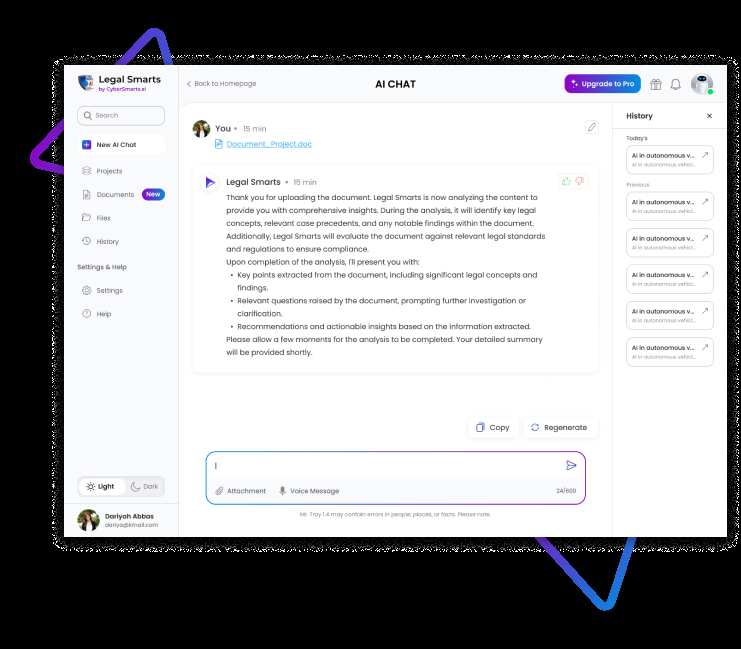 Legal Smarts
by CyberSmarts.ai
Search
New AI Chat
Projects
Documents New
Files
History
Settings & Help
Settings
Help
Light Dark
Dariyah Abbas
dariya@kmail.com
Back to Homepage
AI CHAT
Upgrade to Pro
You • 15 min
Document_Project.doc
Legal Smarts • 15 min
Thank you for uploading the document. Legal Smarts is now analyzing the content to
provide you with comprehensive insights. During the analysis, it will identify key legal
concepts, relevant case precedents, and any notable findings within the document.
Additionally, Legal Smarts will evaluate the document against relevant legal standards
and regulations to ensure compliance.
Upon completion of the analysis, I'll present you with:
• Key points extracted from the document, including significant legal concepts and
findings.
• Relevant questions raised by the document, prompting further investigation or
clarification.
• Recommendations and actionable insights based on the information extracted.
Please allow a few moments for the analysis to be completed. Your detailed summary
will be provided shortly.
Copy Regenerate
Attachment Voice Message 24/600
Mr. Troy 1.4 may contain errors in people, places, or facts. Please note.
History
Today's
AI in autonomous v...
AI in autonomous vehicl...
Previous
AI in autonomous v...
AI in autonomous vehicl...
AI in autonomous v...
AI in autonomous vehicl...
AI in autonomous v...
AI in autonomous vehicl...
AI in autonomous v...
AI in autonomous vehicl...
AI in autonomous v...
AI in autonomous vehicl...